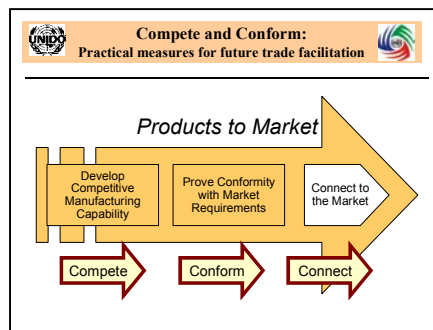 UNIDO
Compete and Conform:
Practical measures for future trade facilitation
Products to Market
Develop
Competitive
Manufacturing
Capability
Prove Conformity
with Market
Requirements
Connect to
the Market
Compete
Conform
Connect